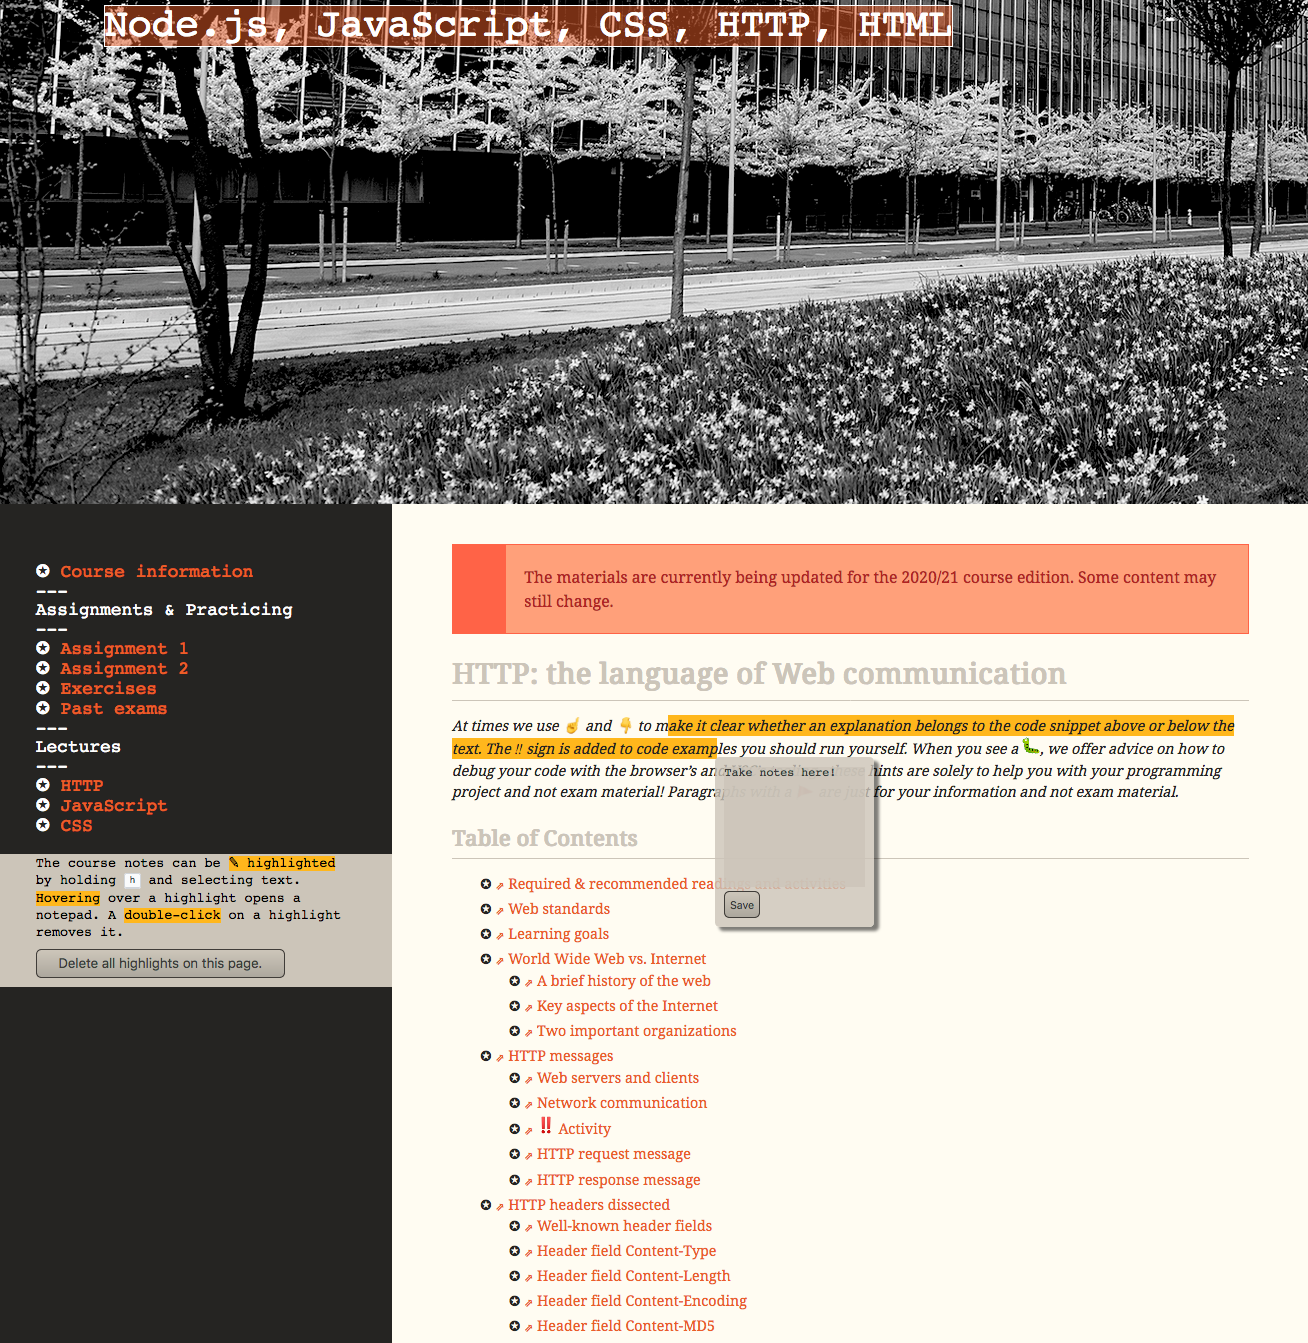 Node.js, JavaScript, CSS, HTTP, HTML
✪ Course information
---
Assignments & Practicing
---
✪ Assignment 1
✪ Assignment 2
✪ Exercises
✪ Past exams
---
Lectures
---
✪ HTTP
✪ JavaScript
✪ CSS
The course notes can be ✎ highlighted
by holding h and selecting text.
Hovering over a highlight opens a
notepad. A double-click on a highlight
removes it.
Delete all highlights on this page.
The materials are currently being updated for the 2020/21 course edition. Some content may
still change.
HTTP: the language of Web communication
At times we use ☝ and 👇 to make it clear whether an explanation belongs to the code snippet above or below the
text. The ‼ sign is added to code examples you should run yourself. When you see a 🐛, we offer advice on how to
debug your code with the browser's and these hints are solely to help you with your programming
project and not exam material! Paragraphs with a are just for your information and not exam material.
Take notes here!
Save
Table of Contents
✪ ⇗ Required & recommended readings and activities
✪ ⇗ Web standards
✪ ⇗ Learning goals
✪ ⇗ World Wide Web vs. Internet
✪ ⇗ A brief history of the web
✪ ⇗ Key aspects of the Internet
✪ ⇗ Two important organizations
✪ ⇗ HTTP messages
✪ ⇗ Web servers and clients
✪ ⇗ Network communication
✪ ⇗ ‼ Activity
✪ ⇗ HTTP request message
✪ ⇗ HTTP response message
✪ ⇗ HTTP headers dissected
✪ ⇗ Well-known header fields
✪ ⇗ Header field Content-Type
✪ ⇗ Header field Content-Length
✪ ⇗ Header field Content-Encoding
✪ ⇗ Header field Content-MD5